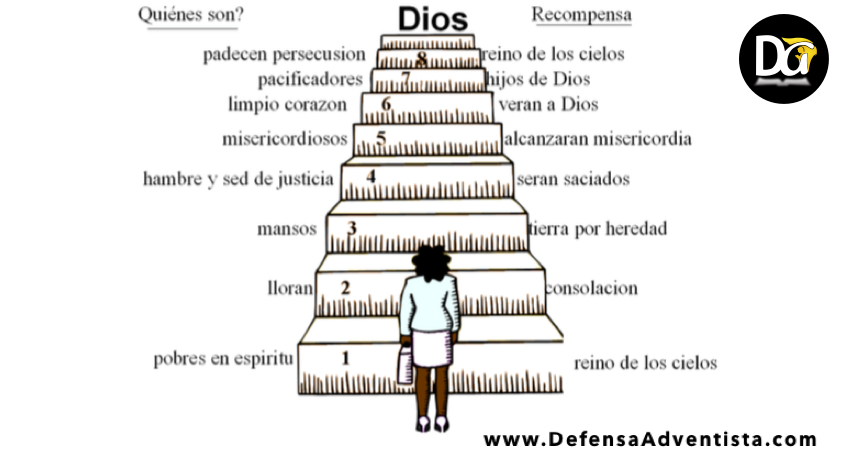 Quiénes son?
Dios
Recompensa
padecen persecusion 8 reino de los cielos
pacificadores 7 hijos de Dios
limpio corazon 6 veran a Dios
misericordiosos 5 alcanzaran misericordia
hambre y sed de justicia 4 seran saciados
mansos 3 tierra por heredad
lloran 2 consolacion
pobres en espiritu 1 reino de los cielos
DA
www.DefensaAdventista.com